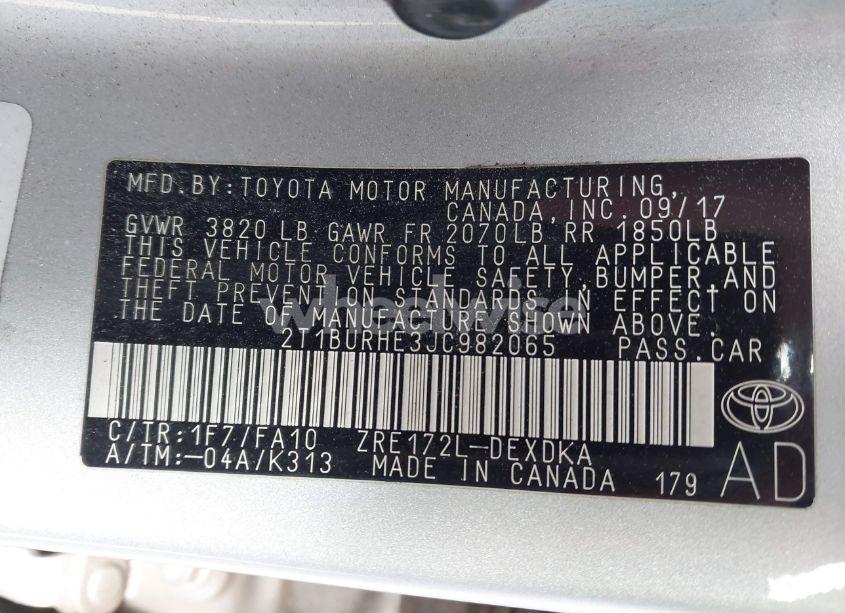 MFD.BY:TOYOTA MOTOR MANUFACTURING,
CANADA,INC.09/17
GVWR 3820 LB GAWR FR 2070LB RR 1850LB
THIS VEHICLE CONFORMS TO ALL APPLICABLE
FEDERAL MOTOR VEHICLE SAFETY,BUMPER,AND
THEFT PREVENTION STANDARDS IN EFFECT ON
THE DATE OF MANUFACTURE SHOWN ABOVE.
2T1BURHE3JC982065 PASS.CAR
C/TR:1F7/FA10 ZRE172L-DEXDKA
A/TM:-04A/K313 MADE IN CANADA 179 AD
wheelwise